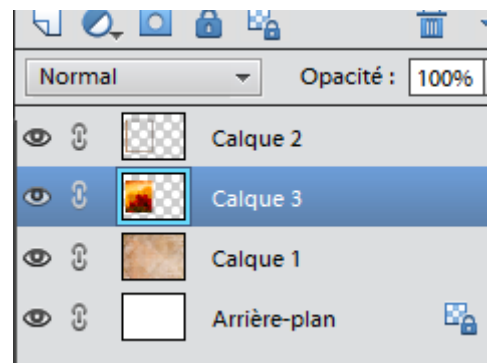 Normal Opacité : 100%
Calque 2
Calque 3
Calque 1
Arrière-plan